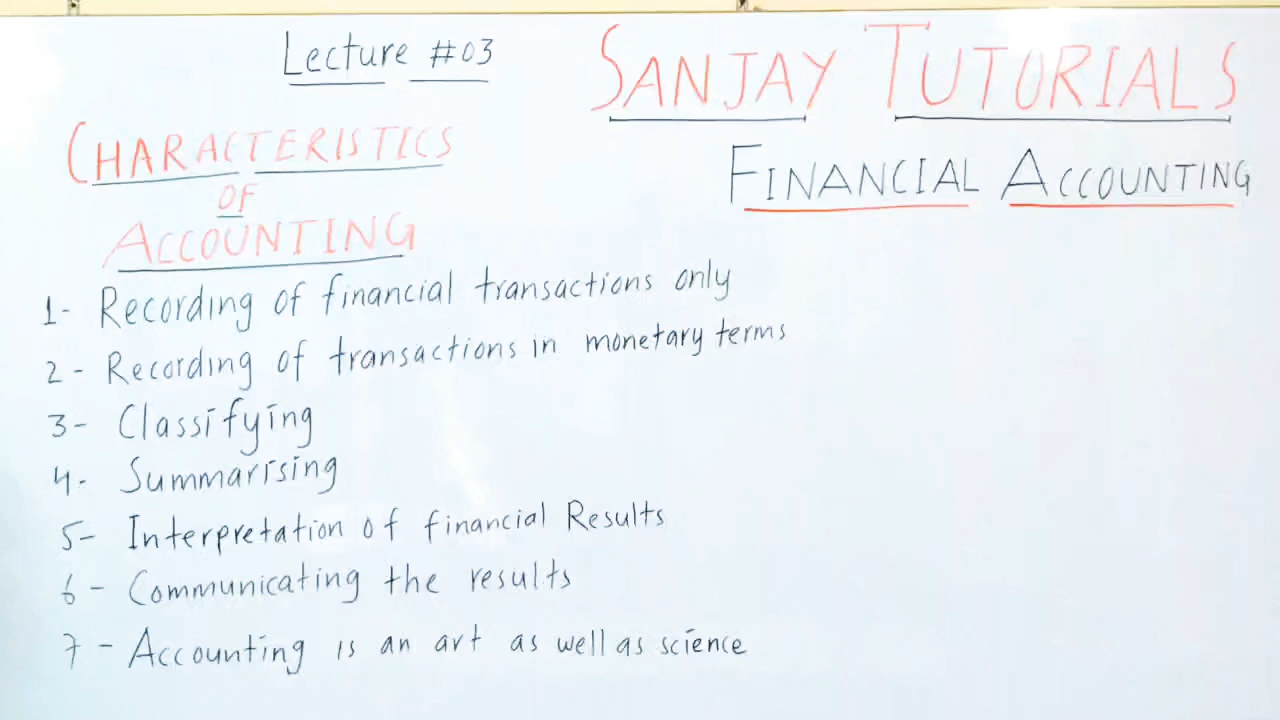 Lecture #03
SANJAY TUTORIALS
FINANCIAL ACCOUNTING
CHARACTERISTICS
OF
ACCOUNTING
1- Recording of financial transactions only
2- Recording of transactions in monetary terms
3- Classifying
4- Summarising
5- Interpretation of financial Results
6- Communicating the results
7- Accounting is an art as well as science